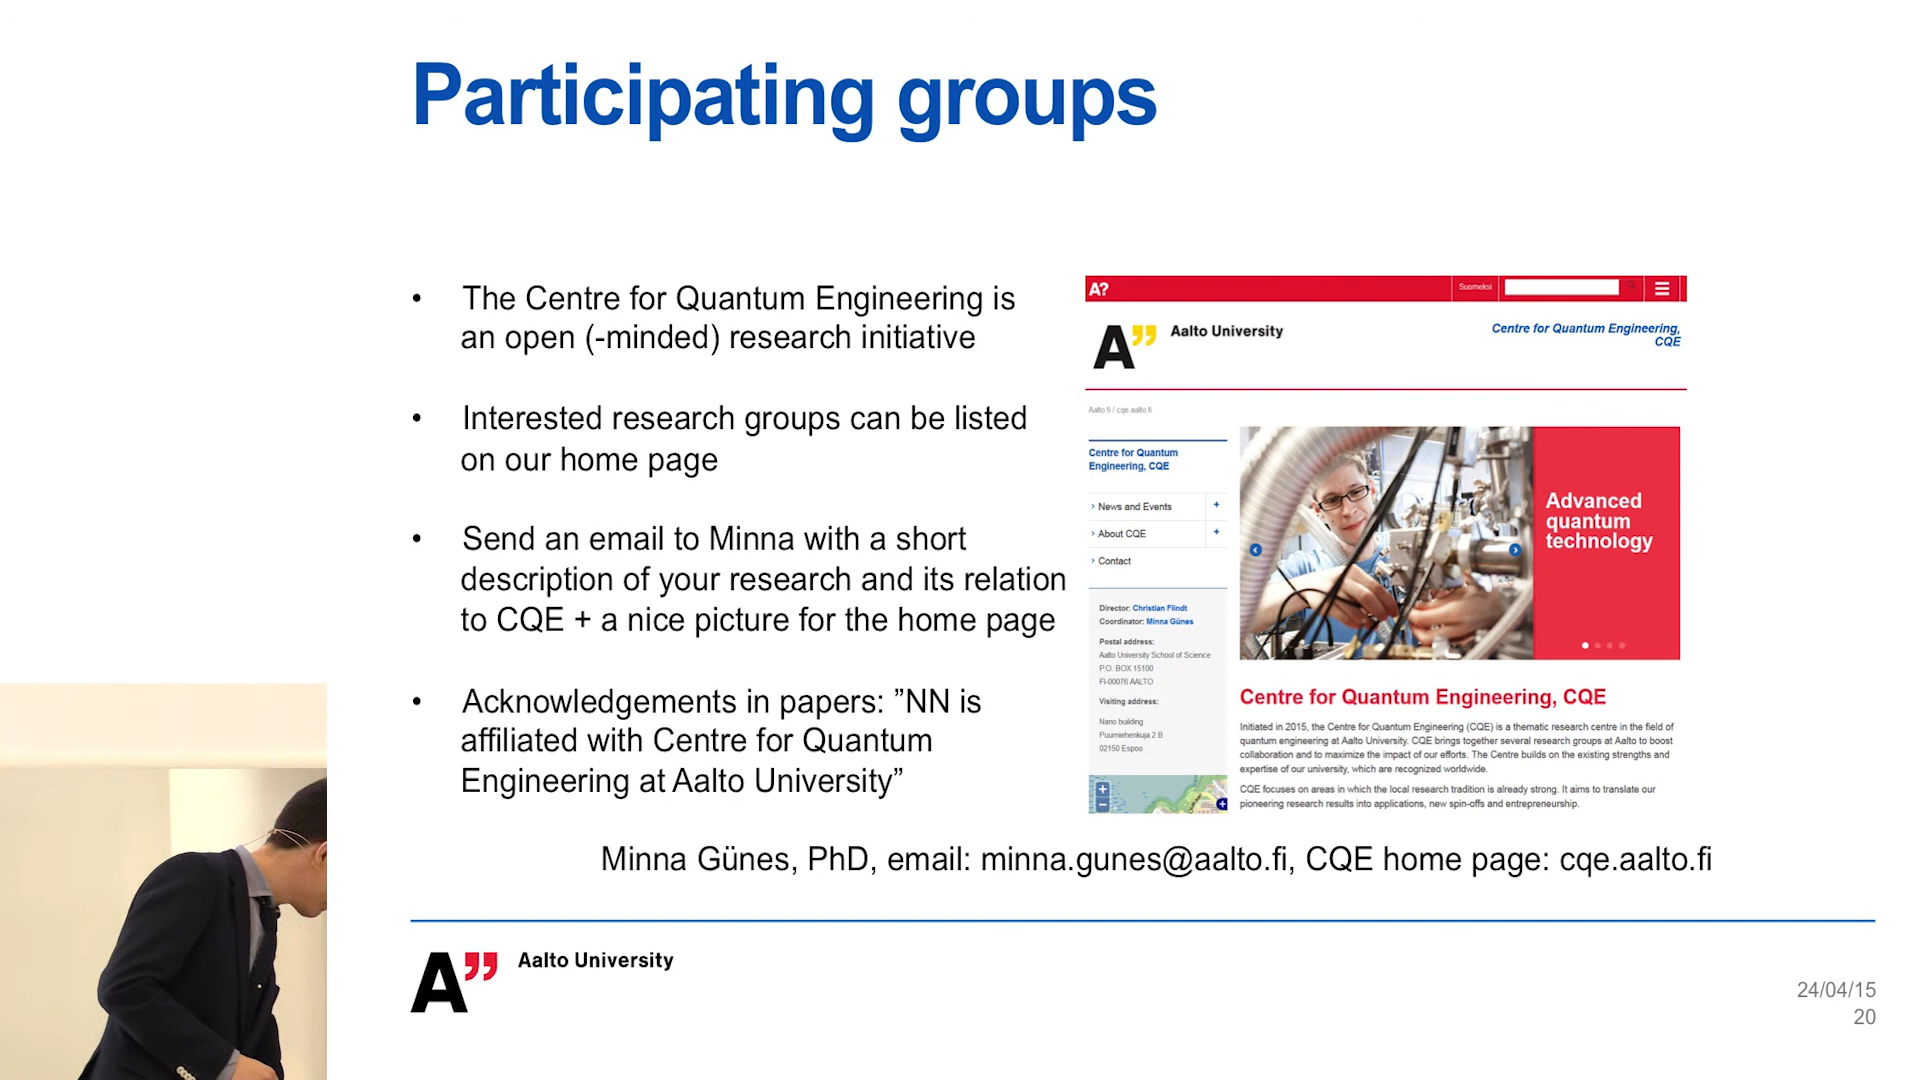 Participating groups
• The Centre for Quantum Engineering is
an open (-minded) research initiative
• Interested research groups can be listed
on our home page
• Send an email to Minna with a short
description of your research and its relation
to CQE + a nice picture for the home page
• Acknowledgements in papers: ”NN is
affiliated with Centre for Quantum
Engineering at Aalto University”
A?
Suomeksi
A”
Aalto University
Centre for Quantum Engineering,
CQE
Aalto.fi / cqe.aalto.fi
Centre for Quantum
Engineering, CQE
› News and Events +
› About CQE +
› Contact
Director: Christian Flindt
Coordinator: Minna Günes
Postal address:
Aalto University School of Science
P.O. BOX 15100
FI-00076 AALTO
Visiting address:
Nano building
Puumiehenkuja 2 B
02150 Espoo
Advanced
quantum
technology
Centre for Quantum Engineering, CQE
Initiated in 2015, the Centre for Quantum Engineering (CQE) is a thematic research centre in the field of
quantum engineering at Aalto University. CQE brings together several research groups at Aalto to boost
collaboration and to maximize the impact of our efforts. The Centre builds on the existing strengths and
expertise of our university, which are recognized worldwide.
CQE focuses on areas in which the local research tradition is already strong. It aims to translate our
pioneering research results into applications, new spin-offs and entrepreneurship.
Minna Günes, PhD, email: minna.gunes@aalto.fi, CQE home page: cqe.aalto.fi
A”
Aalto University
24/04/15
20